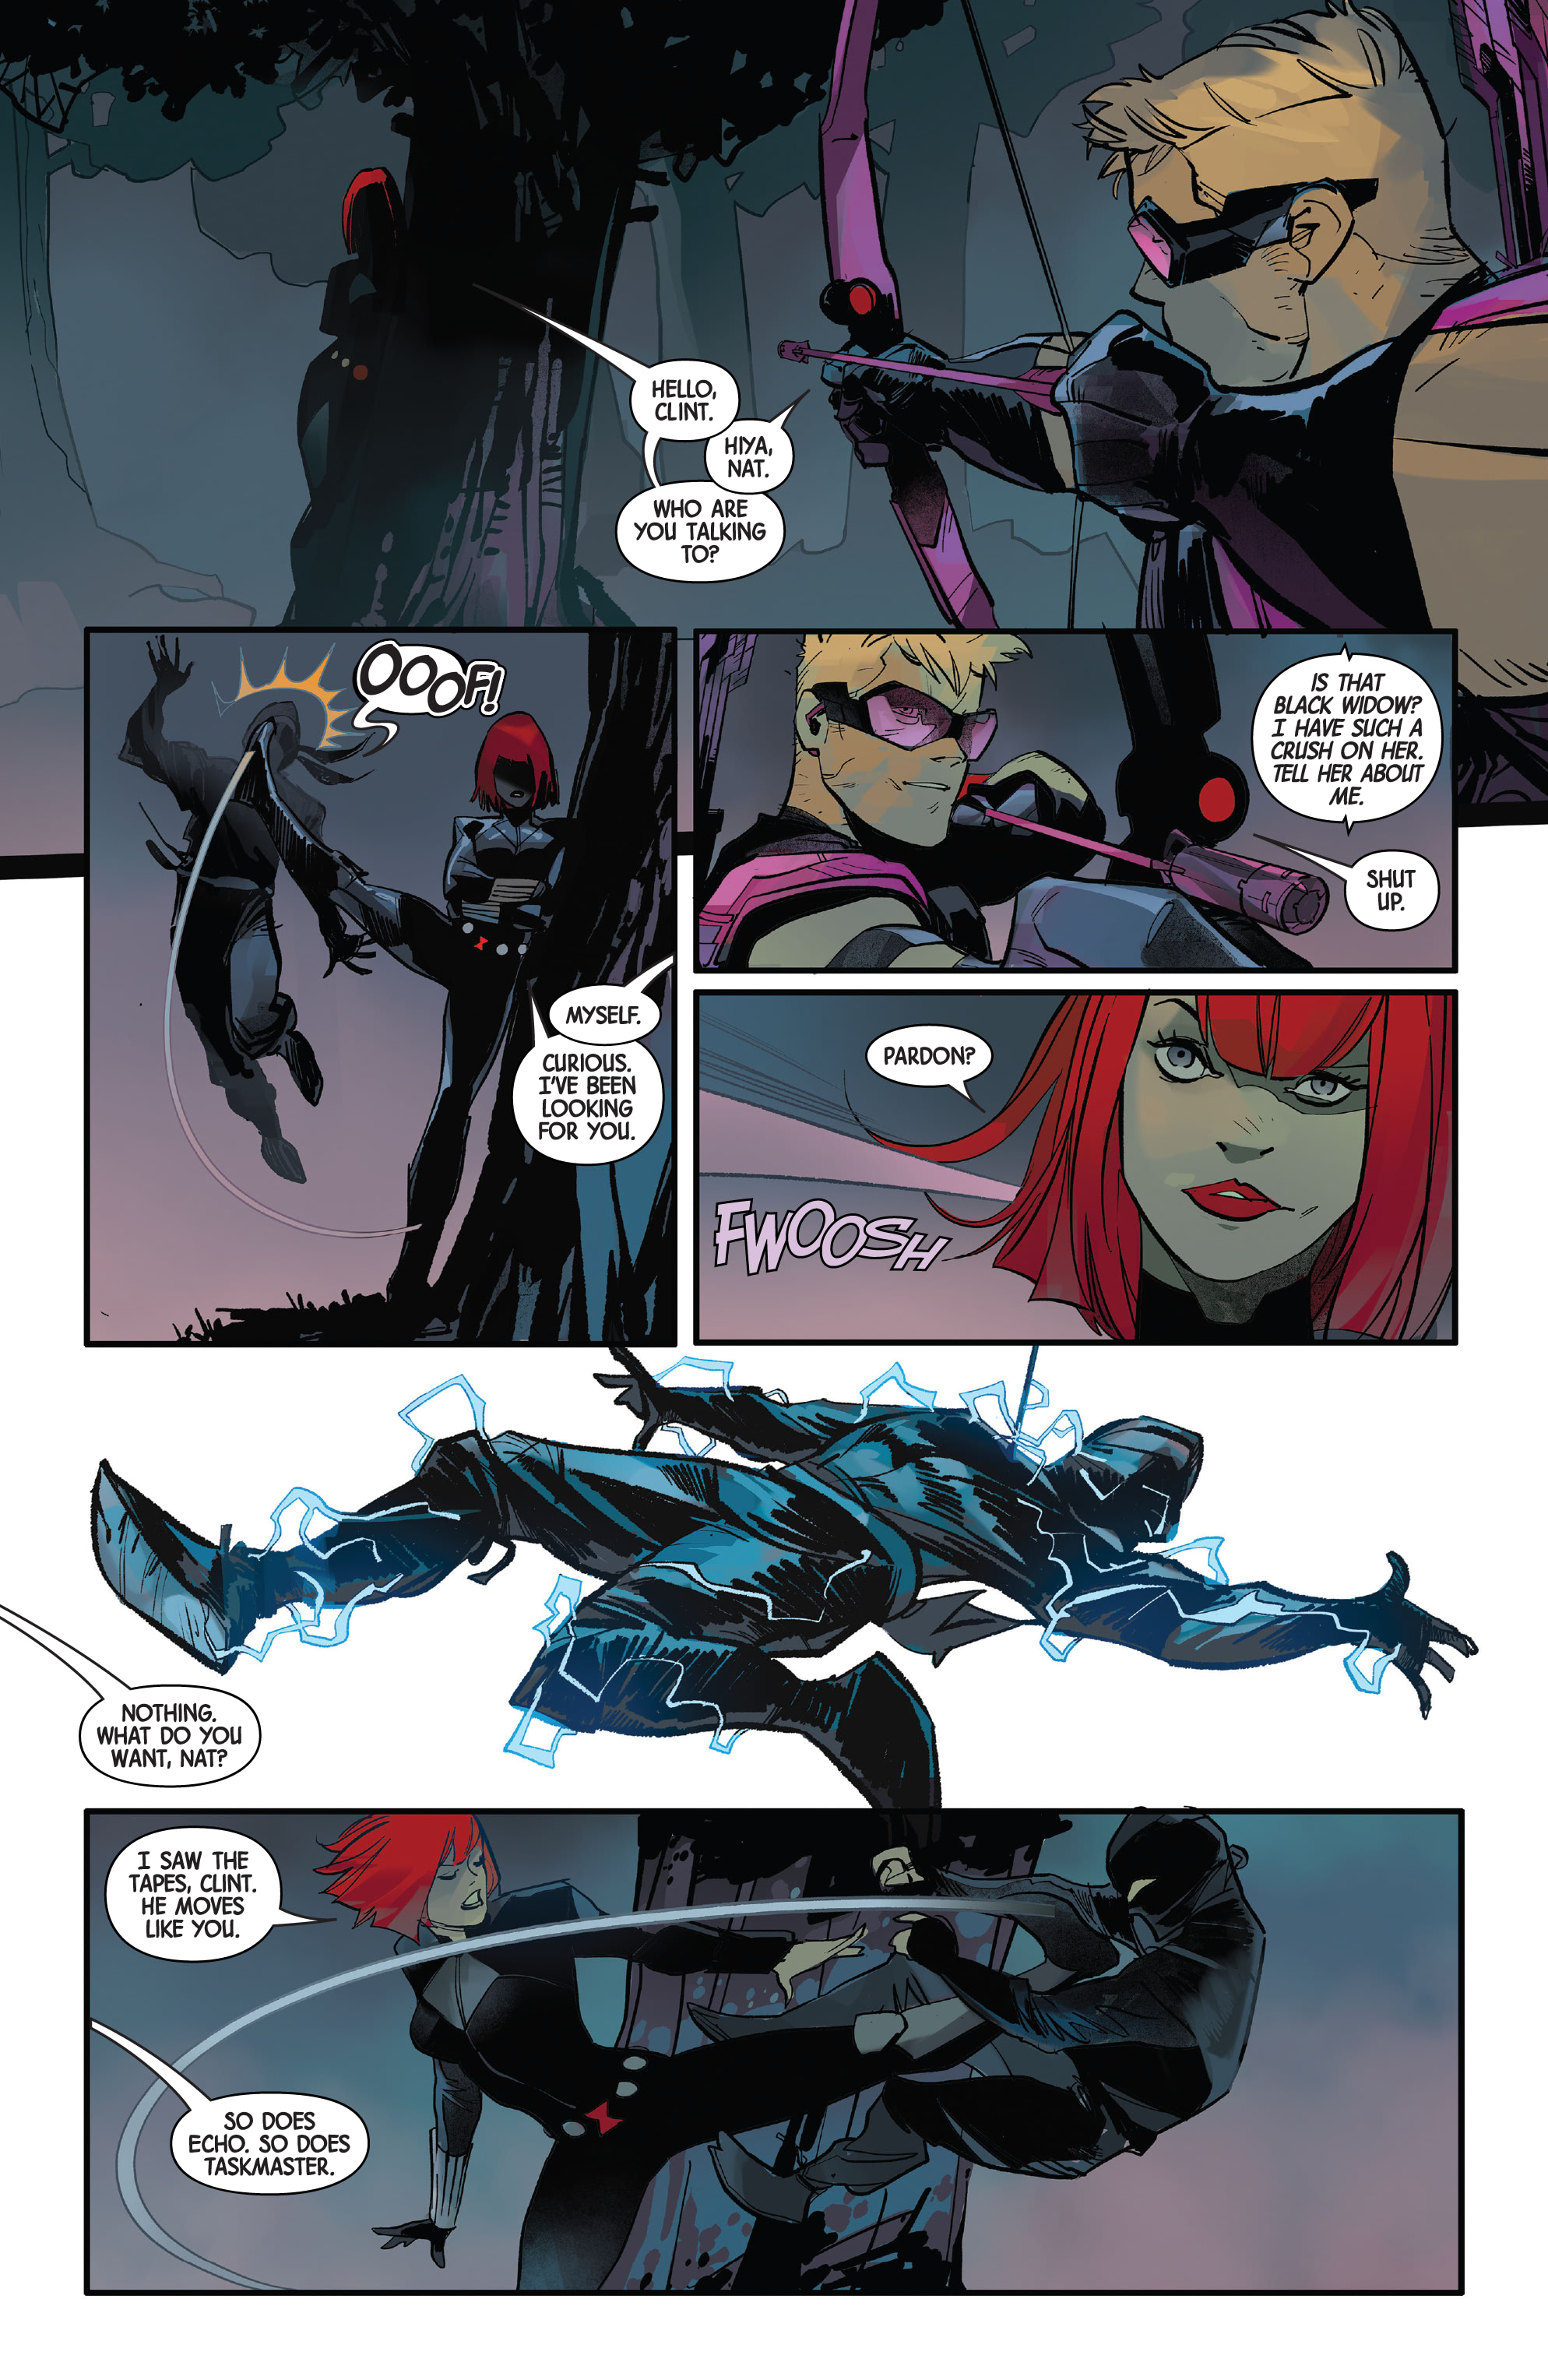 HELLO,
CLINT.
HIYA,
NAT.
WHO ARE
YOU TALKING
TO?
OOOF!
MYSELF.
CURIOUS.
I'VE BEEN
LOOKING
FOR YOU.
IS THAT
BLACK WIDOW?
I HAVE SUCH A
CRUSH ON HER.
TELL HER ABOUT
ME.
SHUT
UP.
PARDON?
FWOOSH
NOTHING.
WHAT DO YOU
WANT, NAT?
I SAW THE
TAPES, CLINT.
HE MOVES
LIKE YOU.
SO DOES
ECHO. SO DOES
TASKMASTER.